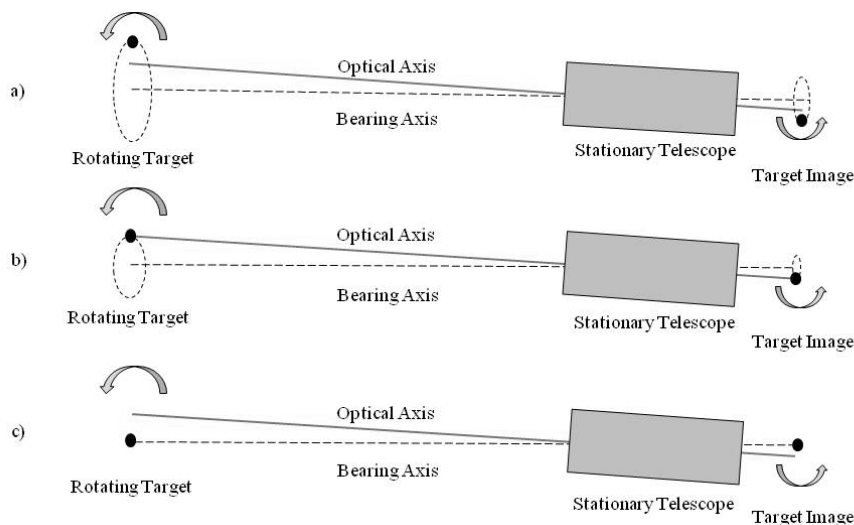 a)
Optical Axis
Bearing Axis
Rotating Target
Stationary Telescope
Target Image
b)
Optical Axis
Bearing Axis
Rotating Target
Stationary Telescope
Target Image
c)
Optical Axis
Bearing Axis
Rotating Target
Stationary Telescope
Target Image